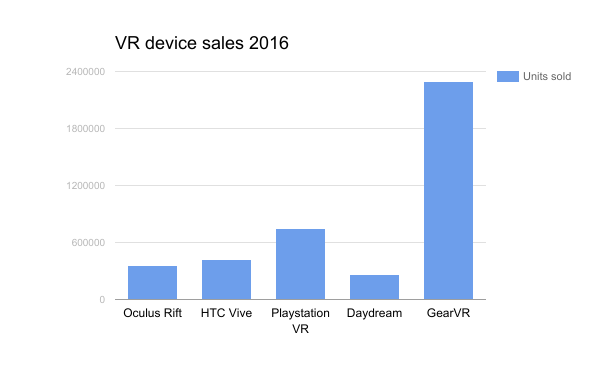 VR device sales 2016
2400000
Units sold
1800000
1200000
600000
0
Oculus Rift HTC Vive Playstation Daydream GearVR
VR